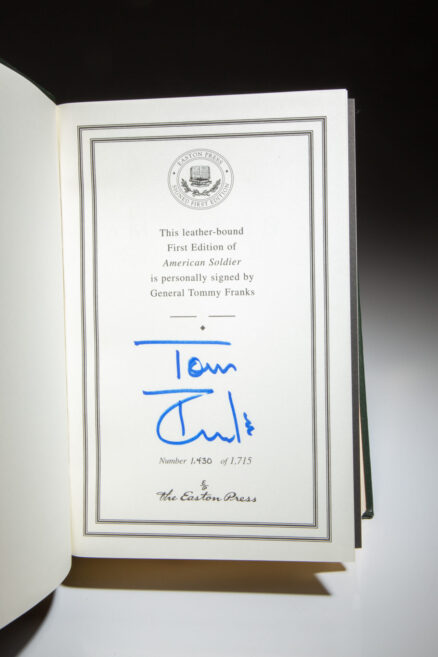 EASTON PRESS
SIGNED FIRST EDITION
This leather-bound
First Edition of
American Soldier
is personally signed by
General Tommy Franks
Tom
Number 1,430 of 1,715
The Easton Press